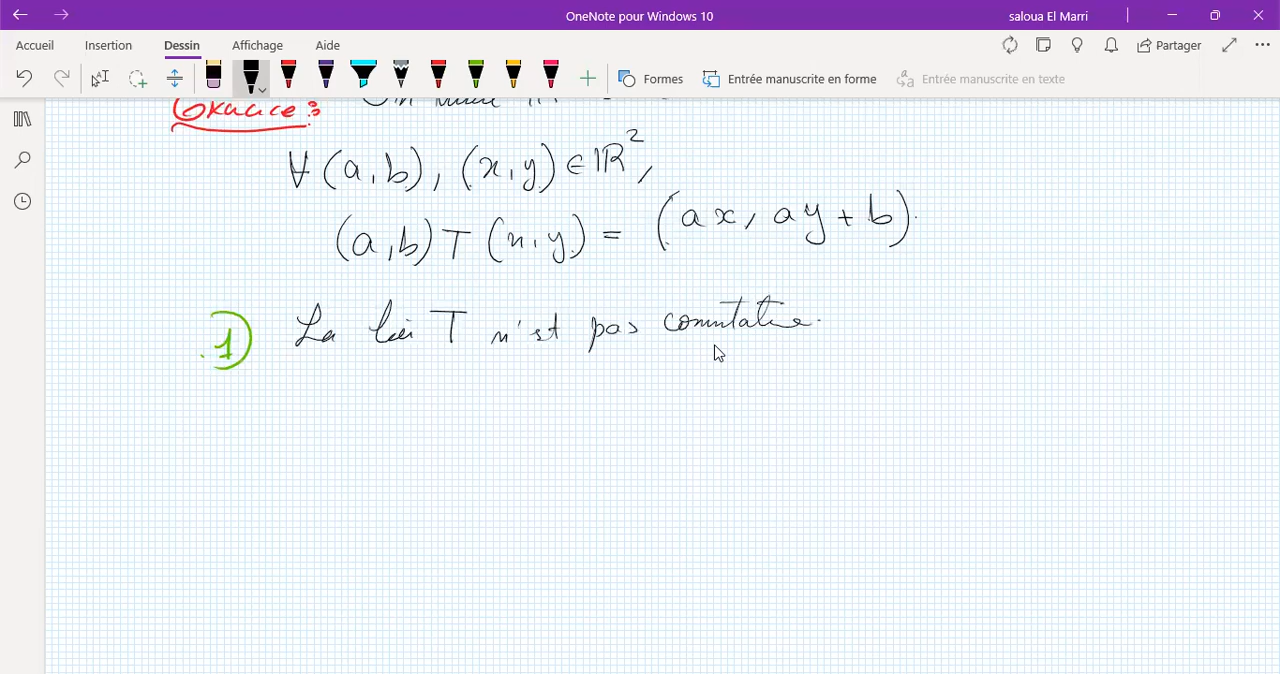 OneNote pour Windows 10
saloua El Marri
Accueil Insertion Dessin Affichage Aide
Partager
Formes Entrée manuscrite en forme Entrée manuscrite en texte
Exercice :
∀ (a,b), (x,y) ∈ ℝ²,
(a,b) T (x,y) = (ax, ay + b).
1) La loi T n'est pas commutative.